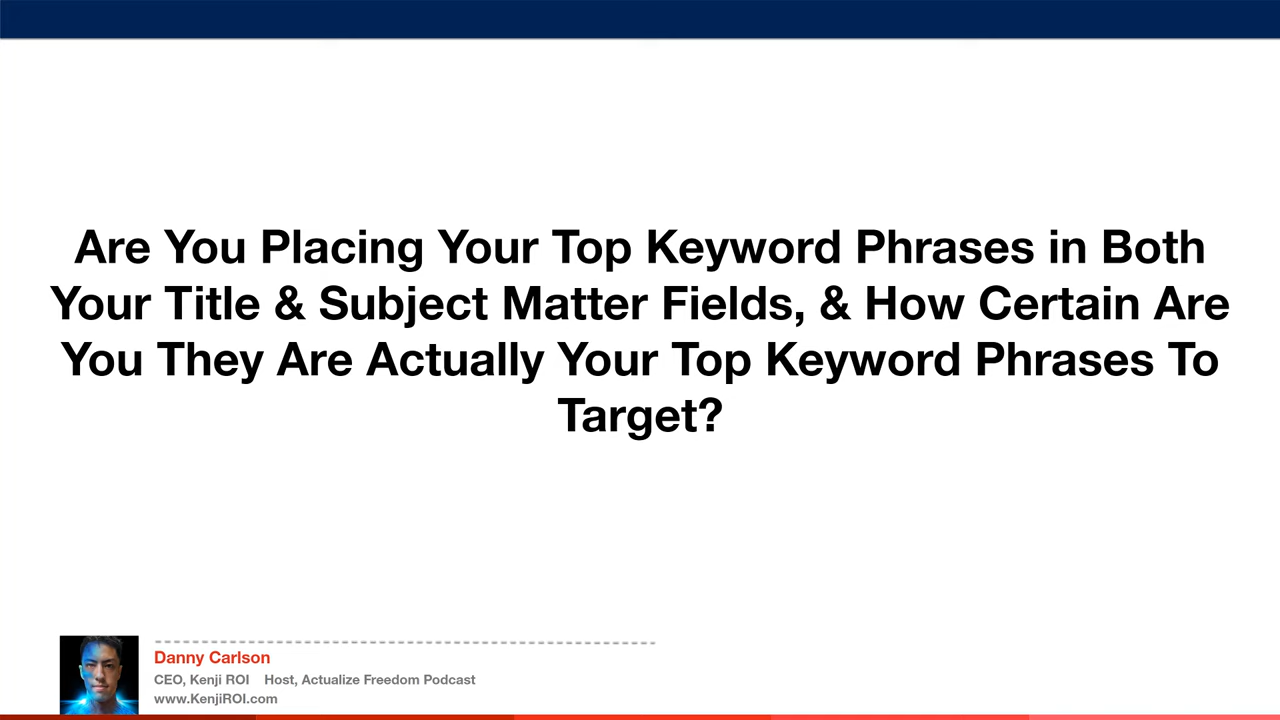 Are You Placing Your Top Keyword Phrases in Both
Your Title & Subject Matter Fields, & How Certain Are
You They Are Actually Your Top Keyword Phrases To
Target?
Danny Carlson
CEO, Kenji ROI Host, Actualize Freedom Podcast
www.KenjiROI.com